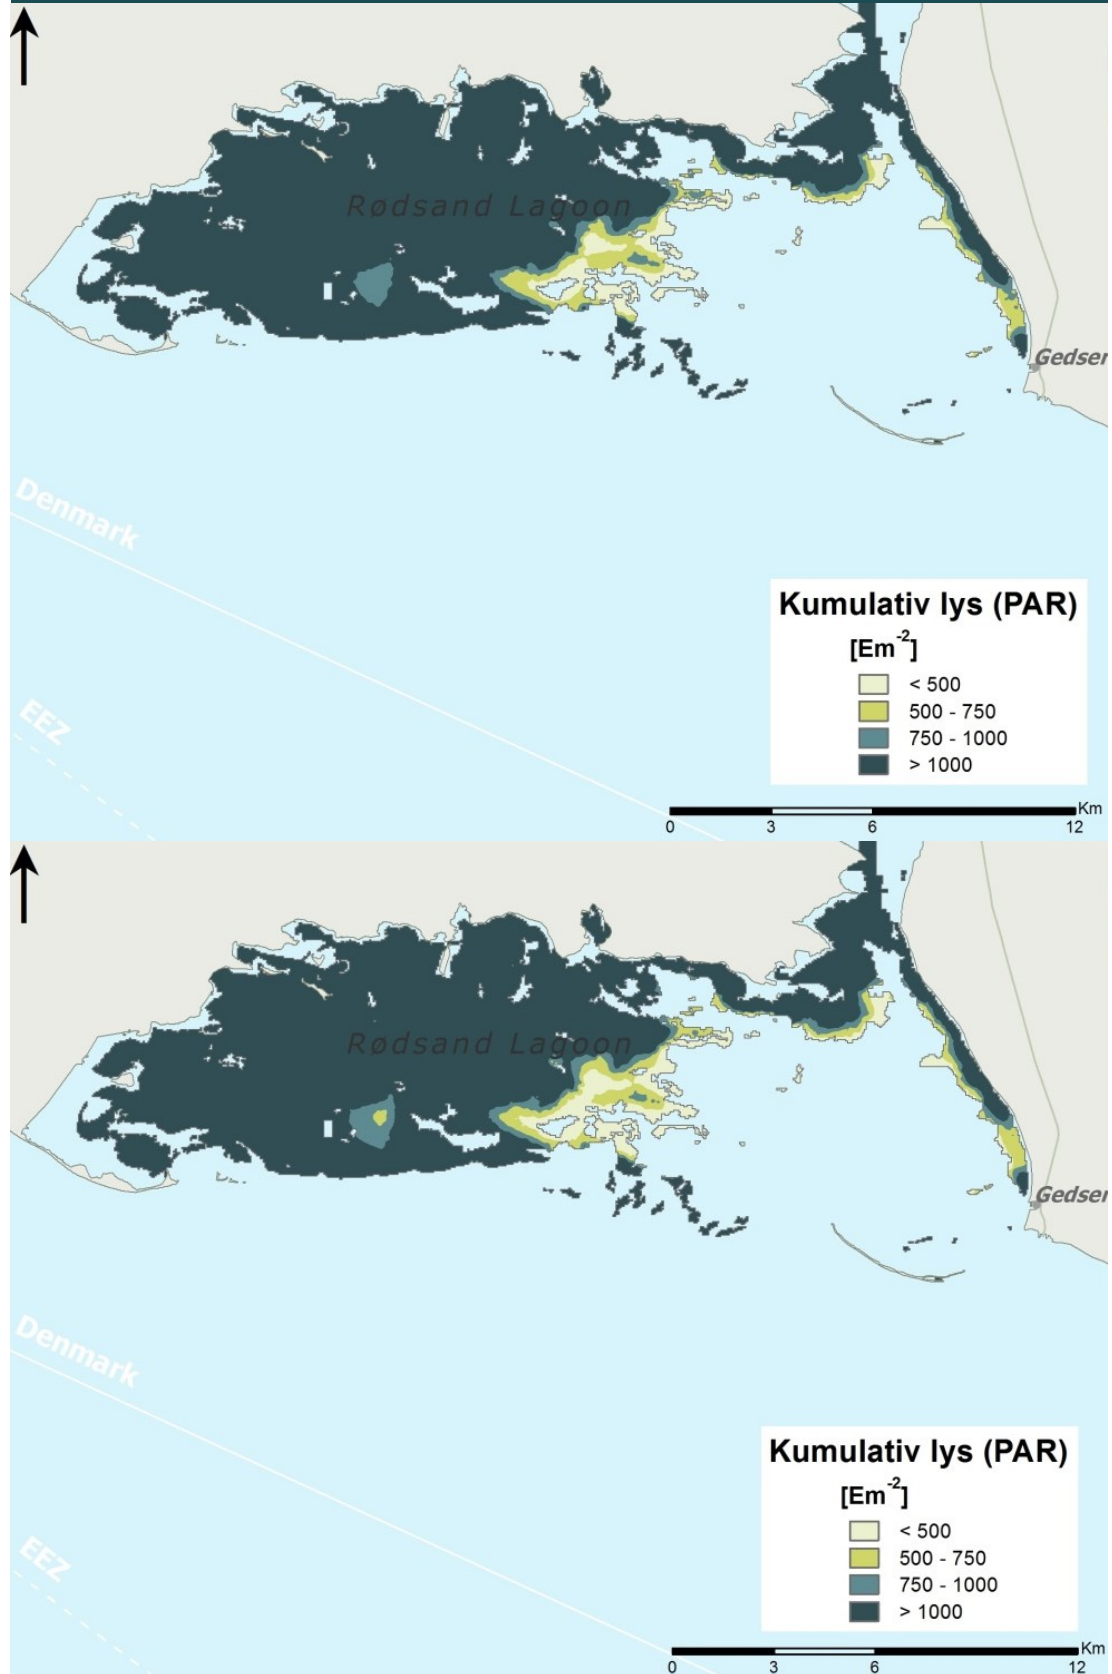 Rødsand Lagoon
Gedser
Denmark
EEZ
Kumulativ lys (PAR)
[Em⁻²]
< 500
500 - 750
750 - 1000
> 1000
Km
0 3 6 12
Rødsand Lagoon
Gedser
Denmark
EEZ
Kumulativ lys (PAR)
[Em⁻²]
< 500
500 - 750
750 - 1000
> 1000
Km
0 3 6 12